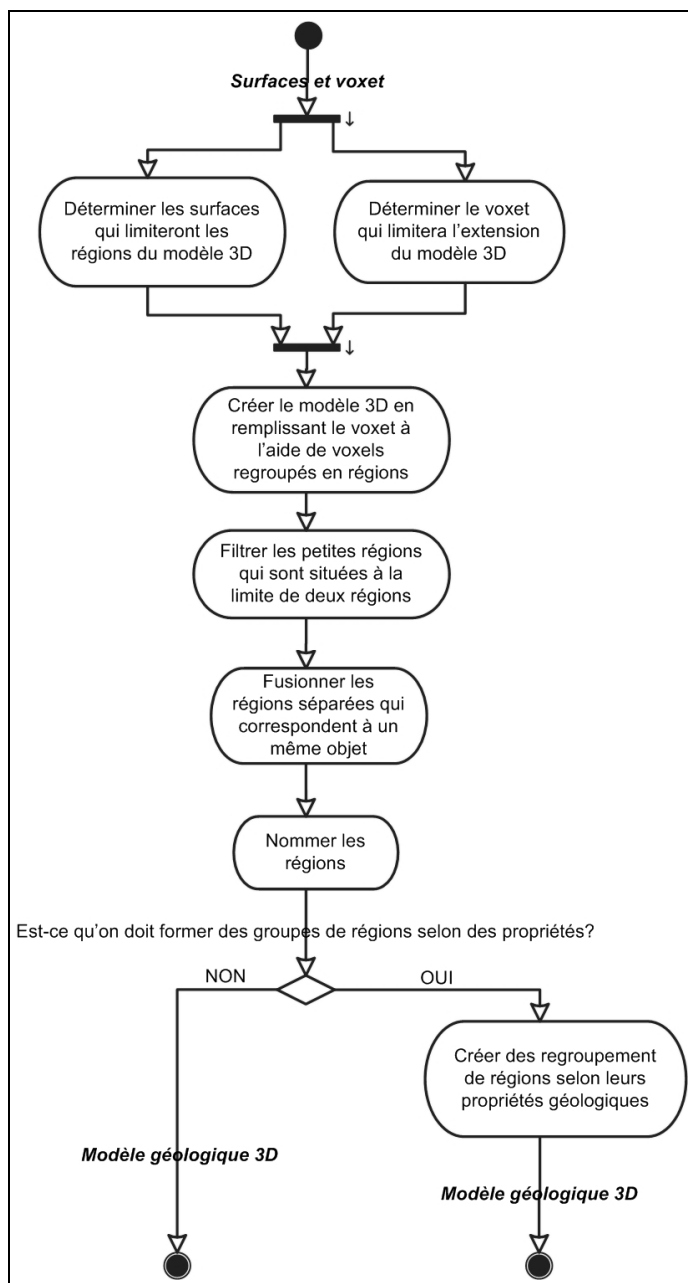 Surfaces et voxet
Déterminer les surfaces
qui limiteront les
régions du modèle 3D
Déterminer le voxet
qui limitera l'extension
du modèle 3D
Créer le modèle 3D en
remplissant le voxet à
l'aide de voxels
regroupés en régions
Filtrer les petites régions
qui sont situées à la
limite de deux régions
Fusionner les
régions séparées qui
correspondent à un
même objet
Nommer les
régions
Est-ce qu'on doit former des groupes de régions selon des propriétés?
NON
OUI
Créer des regroupement
de régions selon leurs
propriétés géologiques
Modèle géologique 3D
Modèle géologique 3D